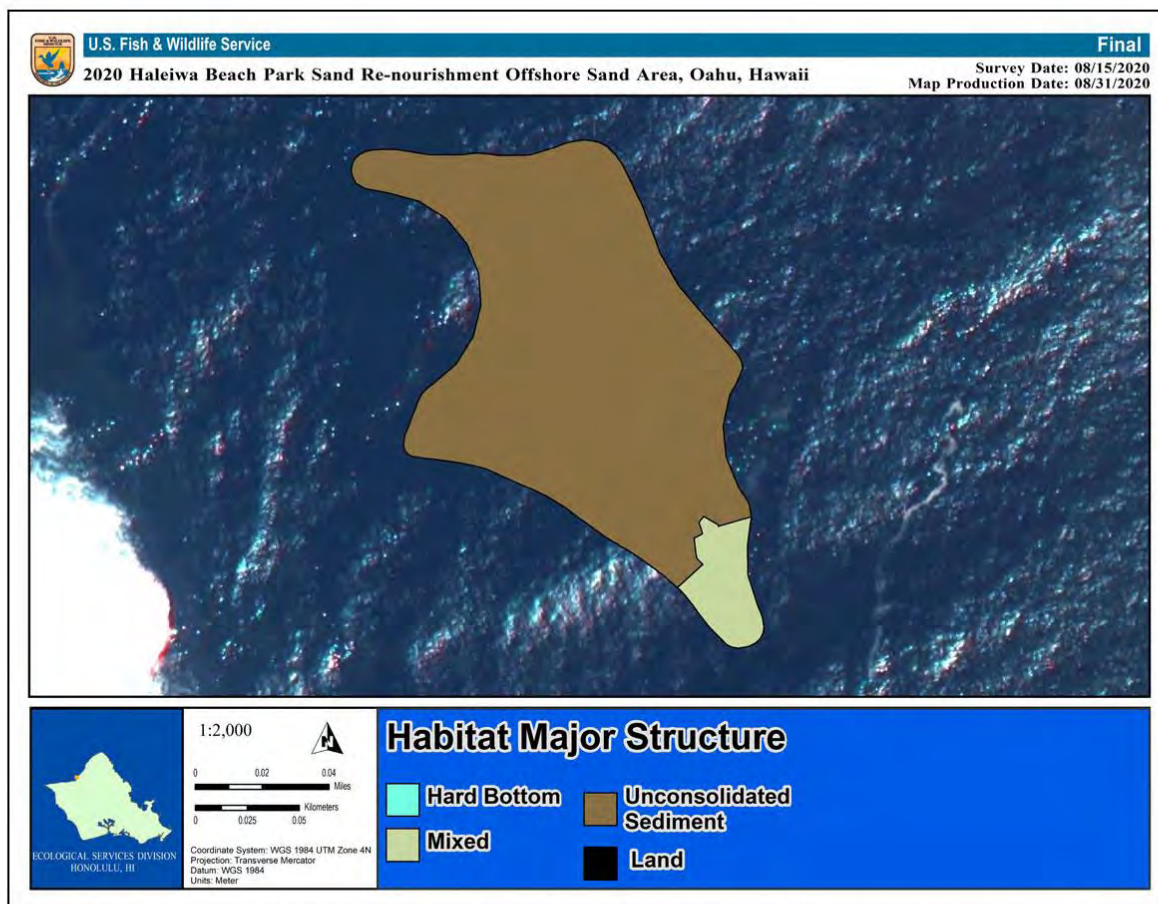 U.S. Fish & Wildlife Service
Final
2020 Haleiwa Beach Park Sand Re-nourishment Offshore Sand Area, Oahu, Hawaii
Survey Date: 08/15/2020
Map Production Date: 08/31/2020
ECOLOGICAL SERVICES DIVISION
HONOLULU, HI
1:2,000
N
0 0.02 0.04
Miles
Kilometers
0 0.025 0.05
Coordinate System: WGS 1984 UTM Zone 4N
Projection: Transverse Mercator
Datum: WGS 1984
Units: Meter
Habitat Major Structure
Hard Bottom
Mixed
Unconsolidated
Sediment
Land